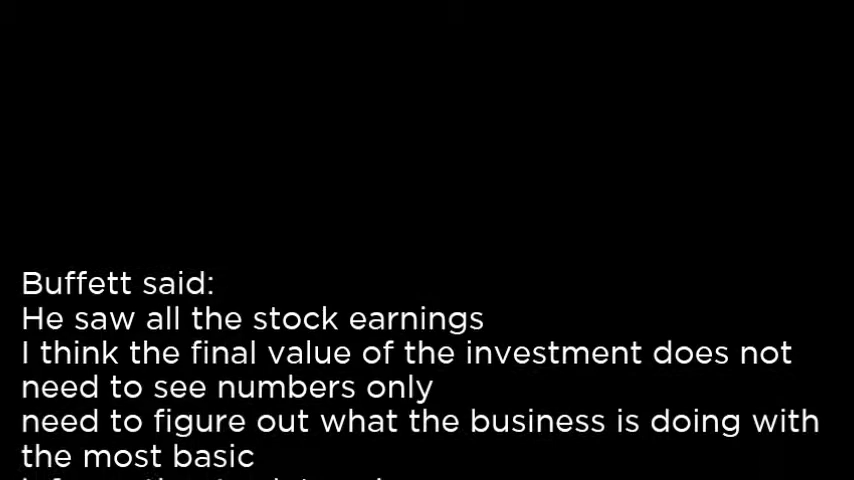 Buffett said:
He saw all the stock earnings
I think the final value of the investment does not
need to see numbers only
need to figure out what the business is doing with
the most basic